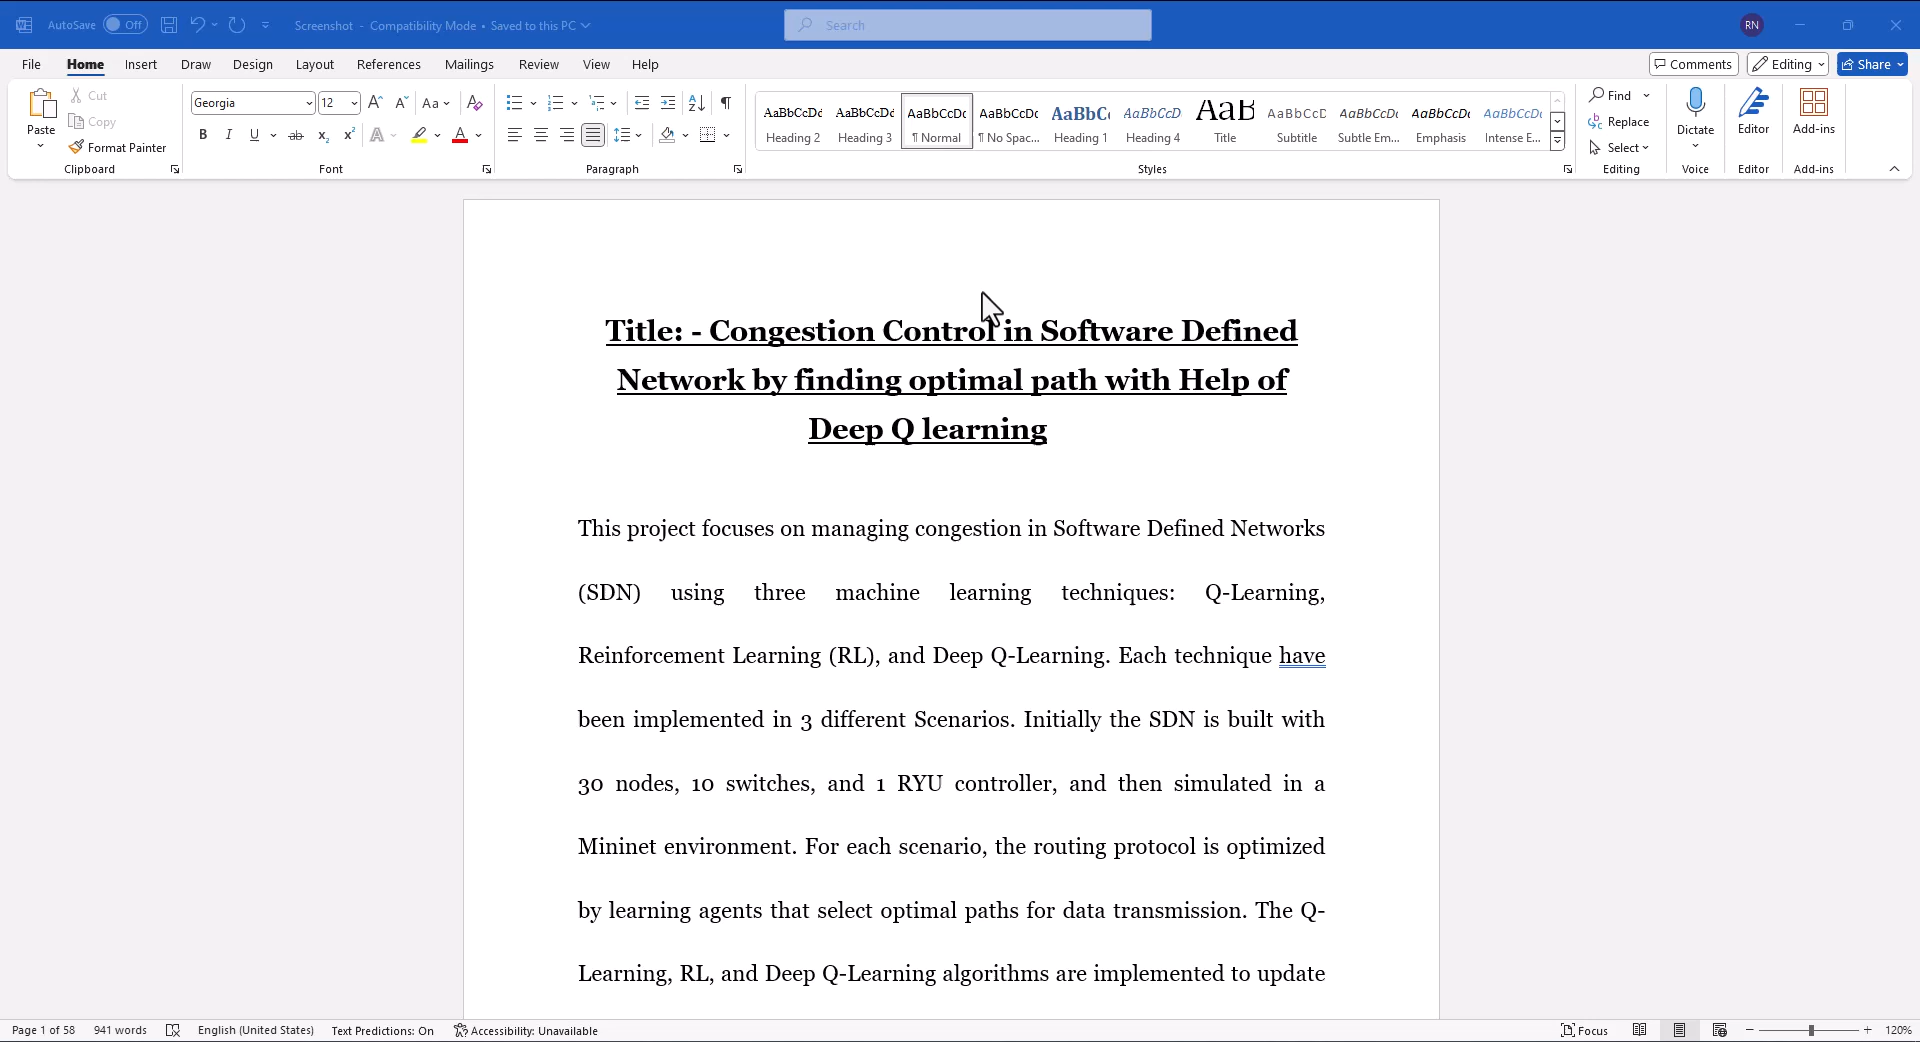 AutoSave Off Screenshot - Compatibility Mode • Saved to this PC Search RN
File Home Insert Draw Design Layout References Mailings Review View Help Comments Editing Share
Paste Cut Copy Format Painter Clipboard
Georgia 12 Aa B I U ab x₂ x² A A Font
Paragraph
AaBbCcDd AaBbCcDd AaBbCcDc AaBbCcDc AaBbC AaBbCcD AaB AaBbCcD AaBbCcDc AaBbCcDc AaBbCcDc
Heading 2 Heading 3 ¶ Normal ¶ No Spac... Heading 1 Heading 4 Title Subtitle Subtle Em... Emphasis Intense E...
Styles
Find Replace Select Editing
Dictate Voice
Editor Editor
Add-ins Add-ins
Title: - Congestion Control in Software Defined
Network by finding optimal path with Help of
Deep Q learning
This project focuses on managing congestion in Software Defined Networks
(SDN) using three machine learning techniques: Q-Learning,
Reinforcement Learning (RL), and Deep Q-Learning. Each technique have
been implemented in 3 different Scenarios. Initially the SDN is built with
30 nodes, 10 switches, and 1 RYU controller, and then simulated in a
Mininet environment. For each scenario, the routing protocol is optimized
by learning agents that select optimal paths for data transmission. The Q-
Learning, RL, and Deep Q-Learning algorithms are implemented to update
Page 1 of 58 941 words English (United States) Text Predictions: On Accessibility: Unavailable Focus 120%